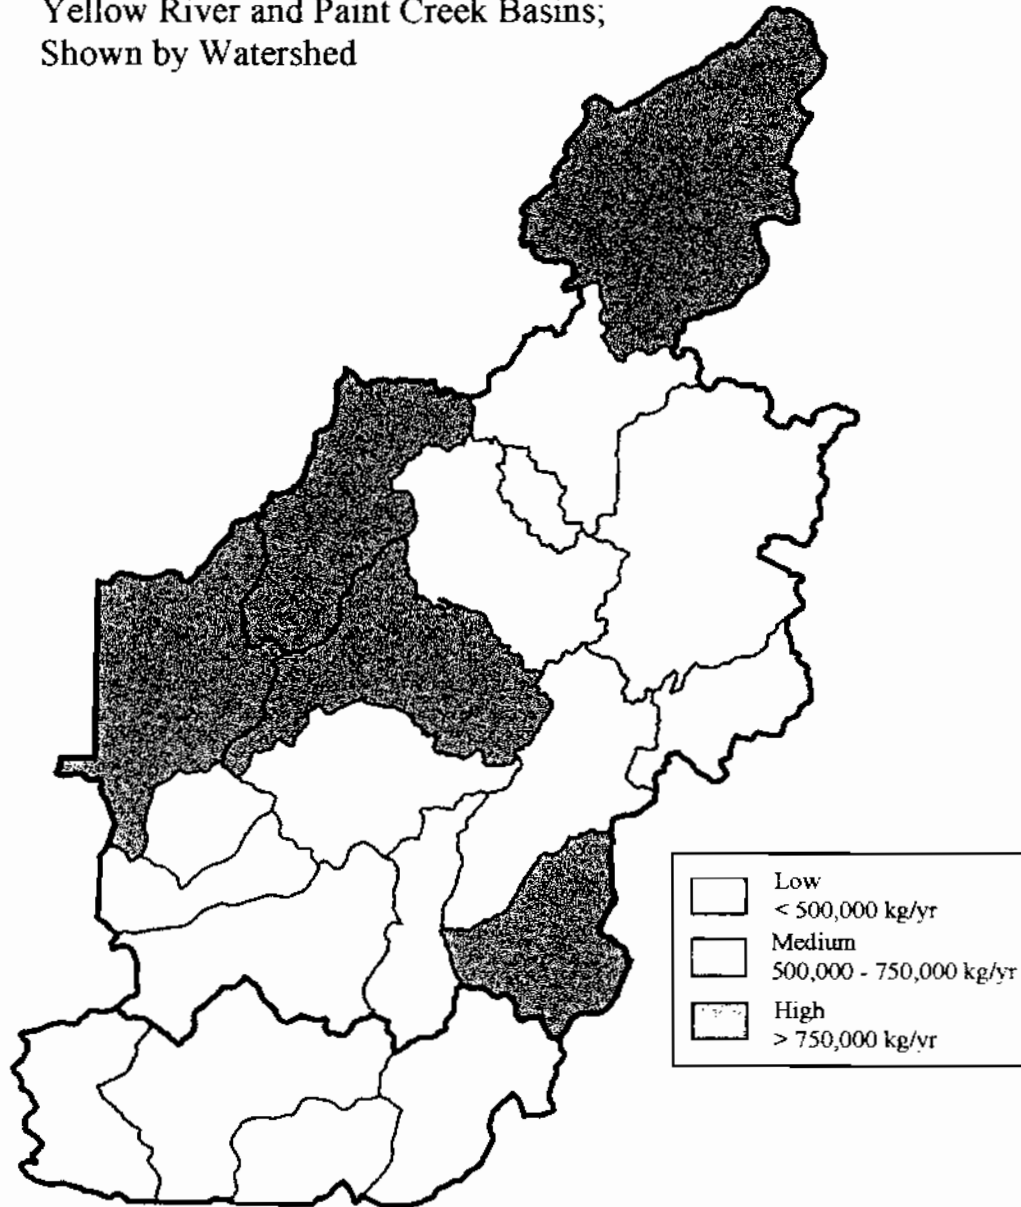 Yellow River and Paint Creek Basins;
Shown by Watershed
Low
< 500,000 kg/yr
Medium
500,000 - 750,000 kg/yr
High
> 750,000 kg/yr